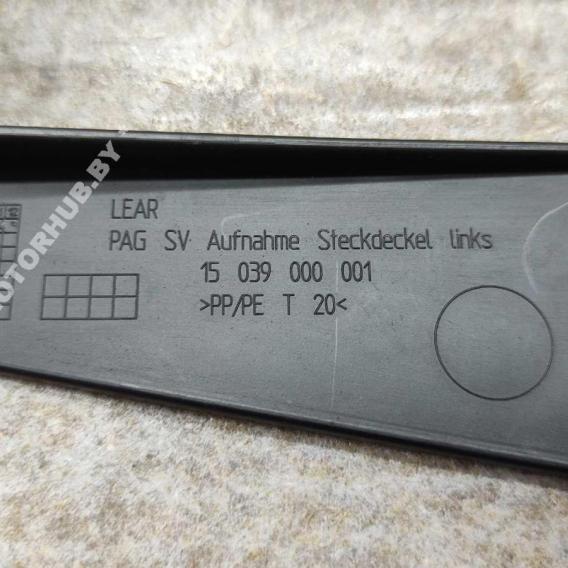 MOTORHUB.BY
LEAR
PAG SV Aufnahme Steckdeckel links
15 039 000 001
>PP/PE T 20<